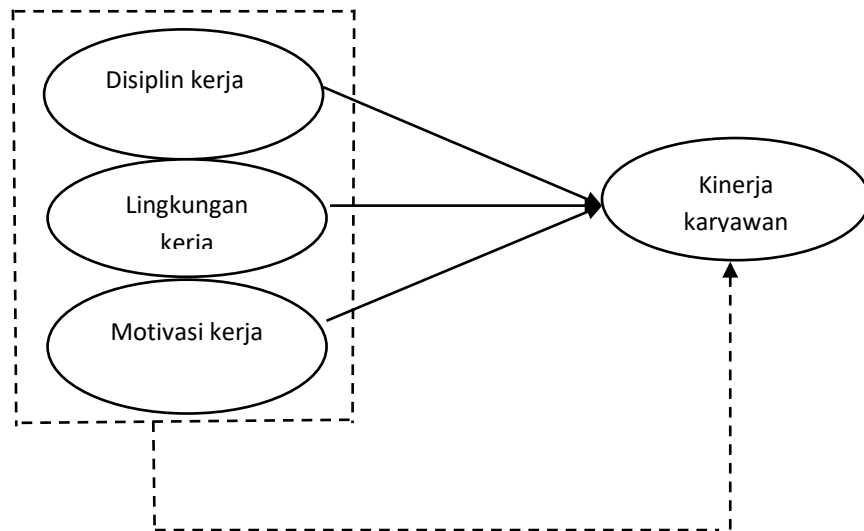 Disiplin kerja
Lingkungan
kerja
Motivasi kerja
Kinerja
karyawan